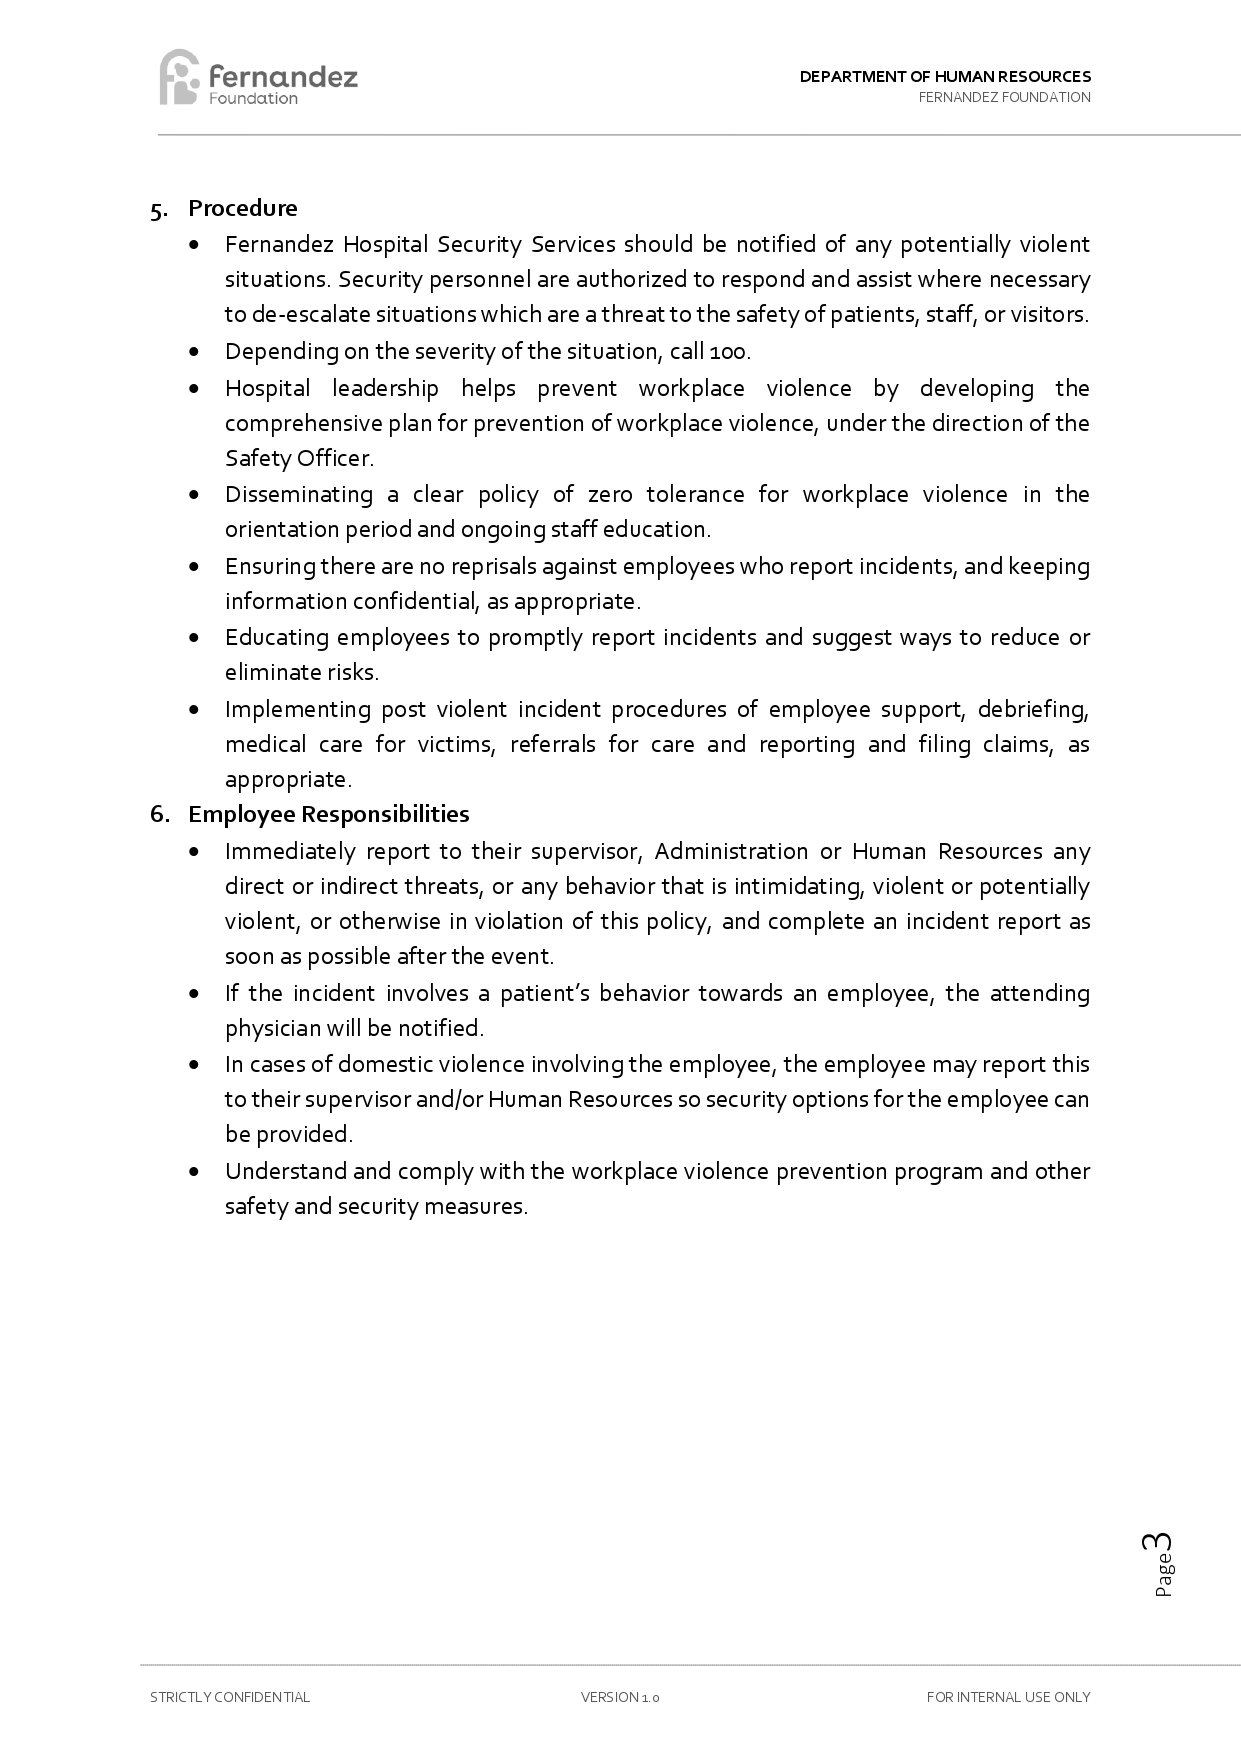 fernandez
Foundation
DEPARTMENT OF HUMAN RESOURCES
FERNANDEZ FOUNDATION
5. Procedure
• Fernandez Hospital Security Services should be notified of any potentially violent
situations. Security personnel are authorized to respond and assist where necessary
to de-escalate situations which are a threat to the safety of patients, staff, or visitors.
• Depending on the severity of the situation, call 100.
• Hospital leadership helps prevent workplace violence by developing the
comprehensive plan for prevention of workplace violence, under the direction of the
Safety Officer.
• Disseminating a clear policy of zero tolerance for workplace violence in the
orientation period and ongoing staff education.
• Ensuring there are no reprisals against employees who report incidents, and keeping
information confidential, as appropriate.
• Educating employees to promptly report incidents and suggest ways to reduce or
eliminate risks.
• Implementing post violent incident procedures of employee support, debriefing,
medical care for victims, referrals for care and reporting and filing claims, as
appropriate.
6. Employee Responsibilities
• Immediately report to their supervisor, Administration or Human Resources any
direct or indirect threats, or any behavior that is intimidating, violent or potentially
violent, or otherwise in violation of this policy, and complete an incident report as
soon as possible after the event.
• If the incident involves a patient’s behavior towards an employee, the attending
physician will be notified.
• In cases of domestic violence involving the employee, the employee may report this
to their supervisor and/or Human Resources so security options for the employee can
be provided.
• Understand and comply with the workplace violence prevention program and other
safety and security measures.
Page3
STRICTLY CONFIDENTIAL
VERSION 1.0
FOR INTERNAL USE ONLY